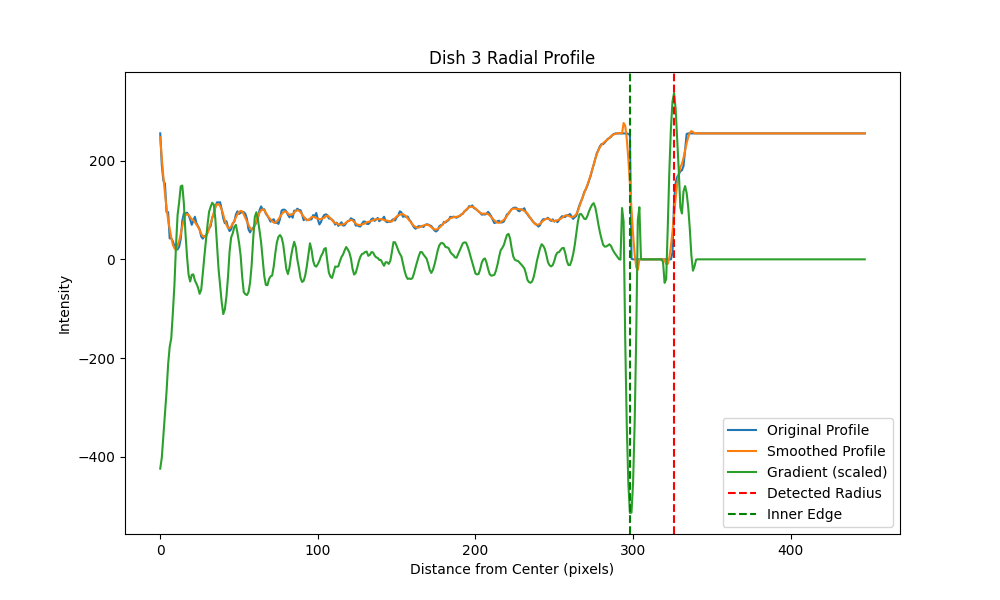 Dish 3 Radial Profile
Intensity
200
0
−200
−400
0
100
200
300
400
Distance from Center (pixels)
Original Profile
Smoothed Profile
Gradient (scaled)
Detected Radius
Inner Edge